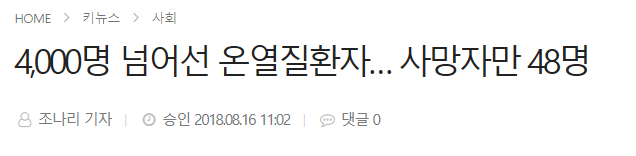 HOME > 키뉴스 > 사회
4,000명 넘어선 온열질환자... 사망자만 48명
조나리 기자 | 승인 2018.08.16 11:02 | 댓글 0